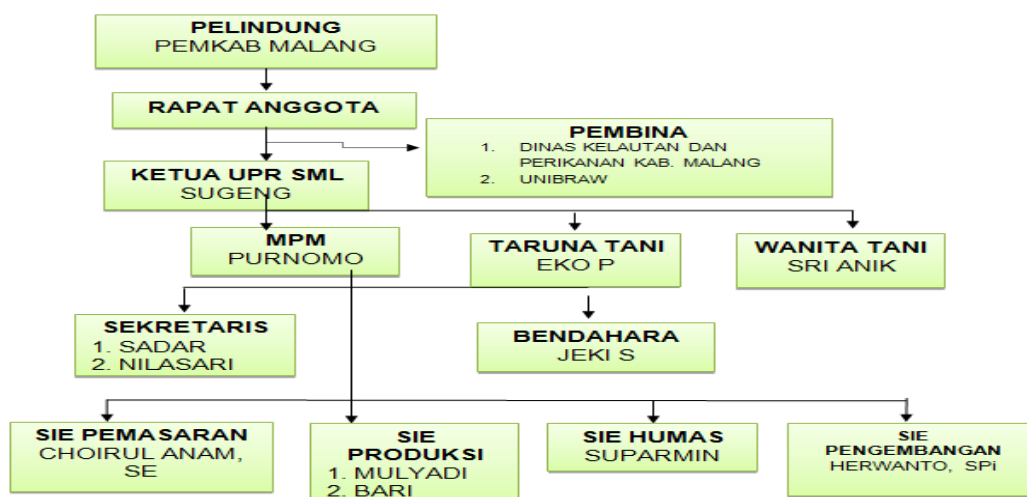 PELINDUNG
PEMKAB MALANG
RAPAT ANGGOTA
PEMBINA
1. DINAS KELAUTAN DAN
PERIKANAN KAB. MALANG
2. UNIBRAW
KETUA UPR SML
SUGENG
MPM
PURNOMO
TARUNA TANI
EKO P
WANITA TANI
SRI ANIK
SEKRETARIS
1. SADAR
2. NILASARI
BENDAHARA
JEKI S
SIE PEMASARAN
CHOIRUL ANAM,
SE
SIE
PRODUKSI
1. MULYADI
2. BARI
SIE HUMAS
SUPARMIN
SIE
PENGEMBANGAN
HERWANTO, SPi